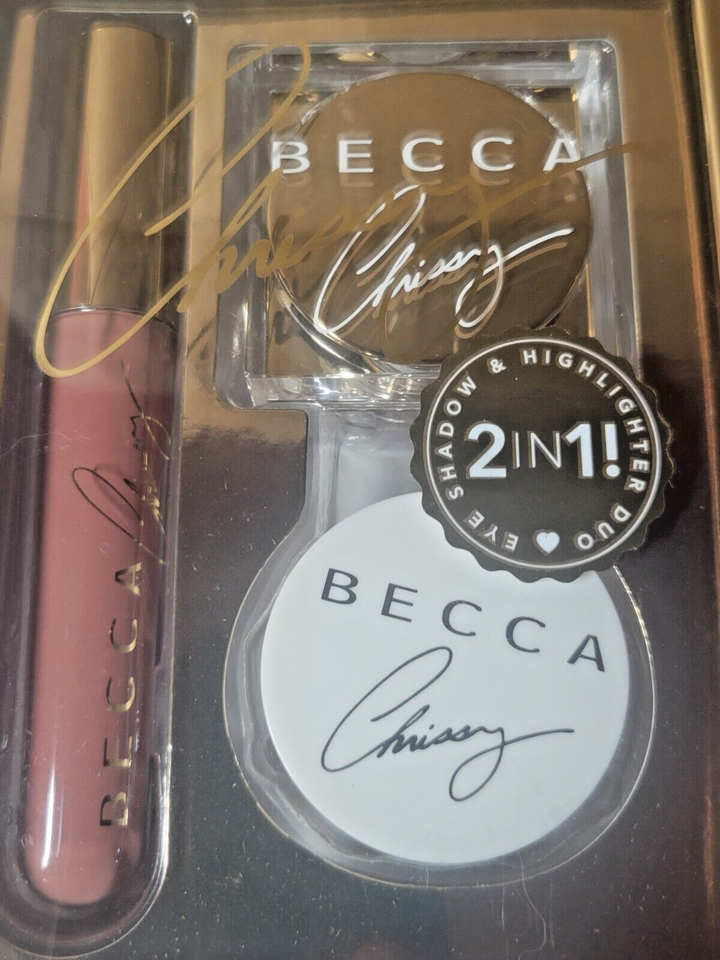 Chrissy
BECCA
Chrissy
EYE SHADOW & HIGHLIGHTER DUO
2IN1!
BECCA
Chrissy
BECCA Chrissy